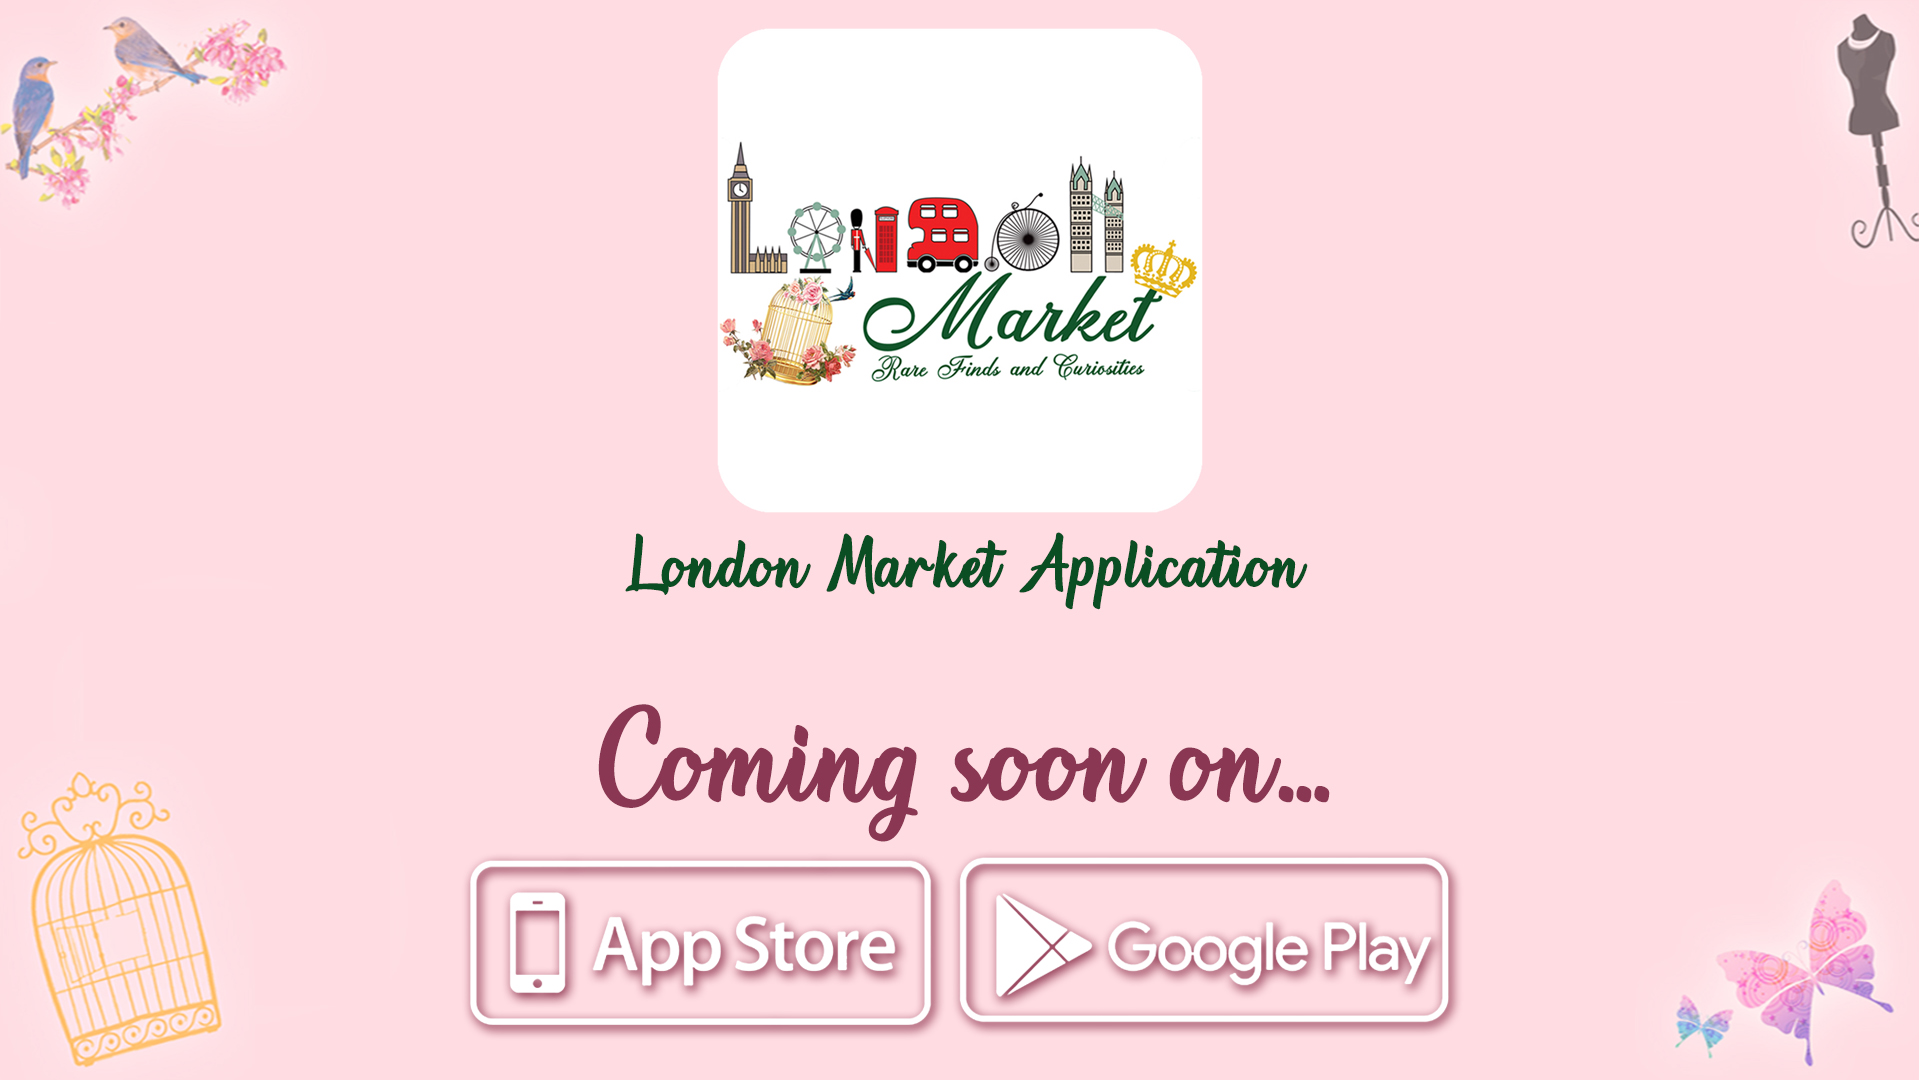 London
Market
Rare Finds and Curiosities
London Market Application
Coming soon on...
App Store
Google Play